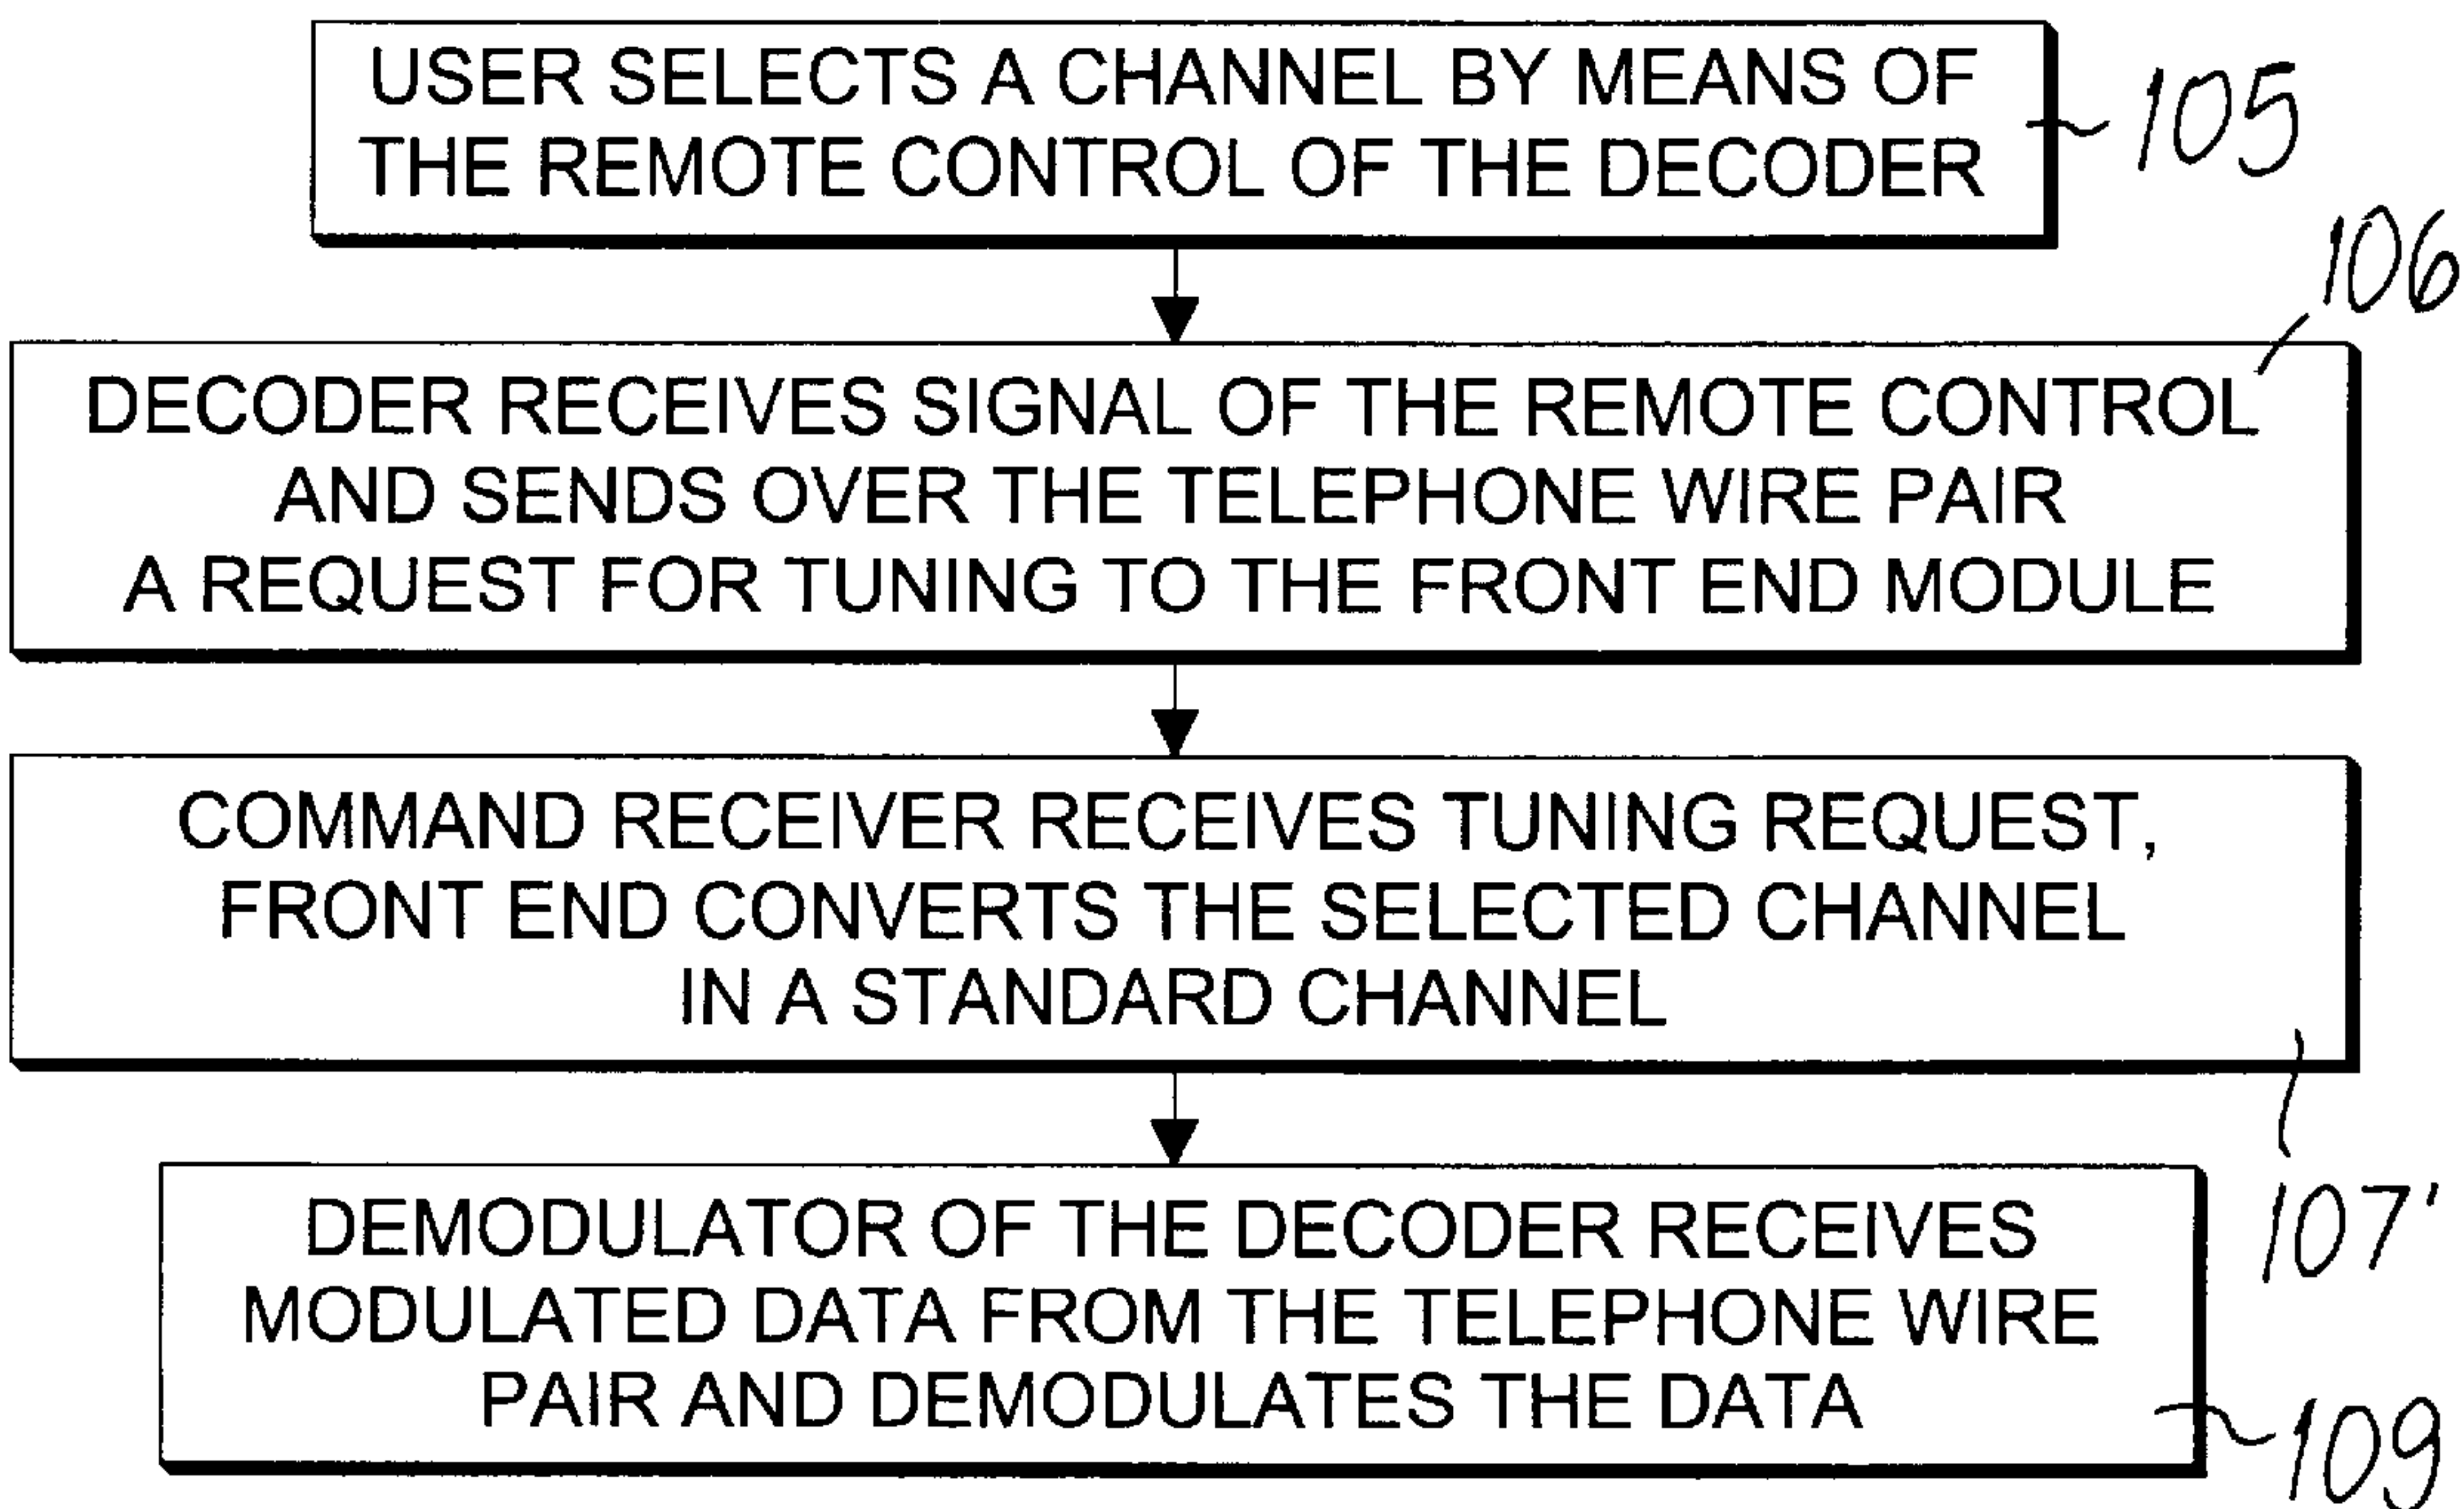 USER SELECTS A CHANNEL BY MEANS OF
THE REMOTE CONTROL OF THE DECODER
105
106
DECODER RECEIVES SIGNAL OF THE REMOTE CONTROL
AND SENDS OVER THE TELEPHONE WIRE PAIR
A REQUEST FOR TUNING TO THE FRONT END MODULE
COMMAND RECEIVER RECEIVES TUNING REQUEST,
FRONT END CONVERTS THE SELECTED CHANNEL
IN A STANDARD CHANNEL
107'
DEMODULATOR OF THE DECODER RECEIVES
MODULATED DATA FROM THE TELEPHONE WIRE
PAIR AND DEMODULATES THE DATA
109